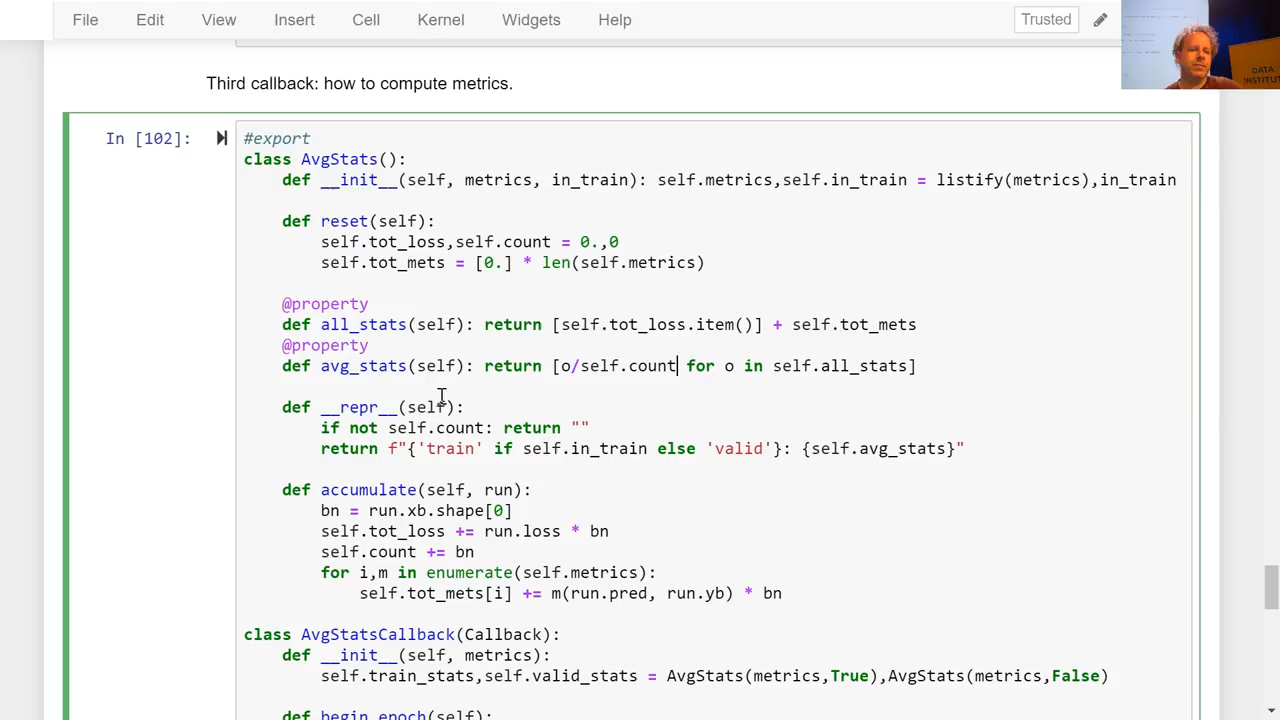 File Edit View Insert Cell Kernel Widgets Help Trusted
DATA
INSTITUT
Third callback: how to compute metrics.
In [102]:
#export
class AvgStats():
    def __init__(self, metrics, in_train): self.metrics,self.in_train = listify(metrics),in_train
    def reset(self):
        self.tot_loss,self.count = 0.,0
        self.tot_mets = [0.] * len(self.metrics)
    @property
    def all_stats(self): return [self.tot_loss.item()] + self.tot_mets
    @property
    def avg_stats(self): return [o/self.count for o in self.all_stats]
    def __repr__(self):
        if not self.count: return ""
        return f"{'train' if self.in_train else 'valid'}: {self.avg_stats}"
    def accumulate(self, run):
        bn = run.xb.shape[0]
        self.tot_loss += run.loss * bn
        self.count += bn
        for i,m in enumerate(self.metrics):
            self.tot_mets[i] += m(run.pred, run.yb) * bn
class AvgStatsCallback(Callback):
    def __init__(self, metrics):
        self.train_stats,self.valid_stats = AvgStats(metrics,True),AvgStats(metrics,False)
    def begin_epoch(self):